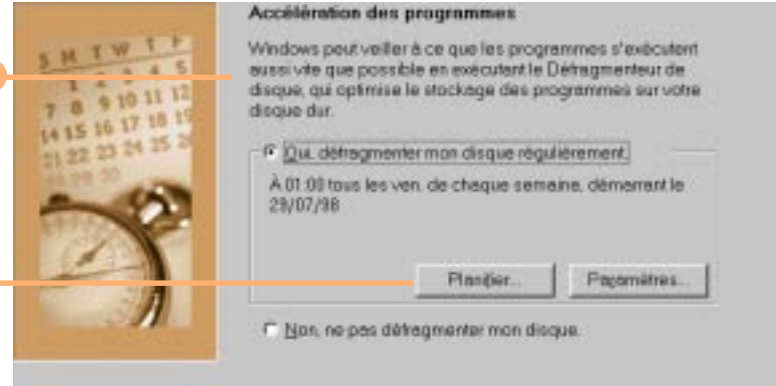 Accélération des programmes
Windows peut veiller à ce que les programmes s'exécutent
aussi vite que possible en exécutant le Défragmenteur de
disque, qui optimise le stockage des programmes sur votre
disque dur.
Oui, défragmenter mon disque régulièrement.
À 01:00 tous les ven. de chaque semaine, démarrant le
29/07/98
Planifier...
Paramètres...
Non, ne pas défragmenter mon disque.
S M T W T F
1 2 3 4 5
7 8 9 10 11 12
14 15 16 17 18 19
21 22 23 24 25
29 30